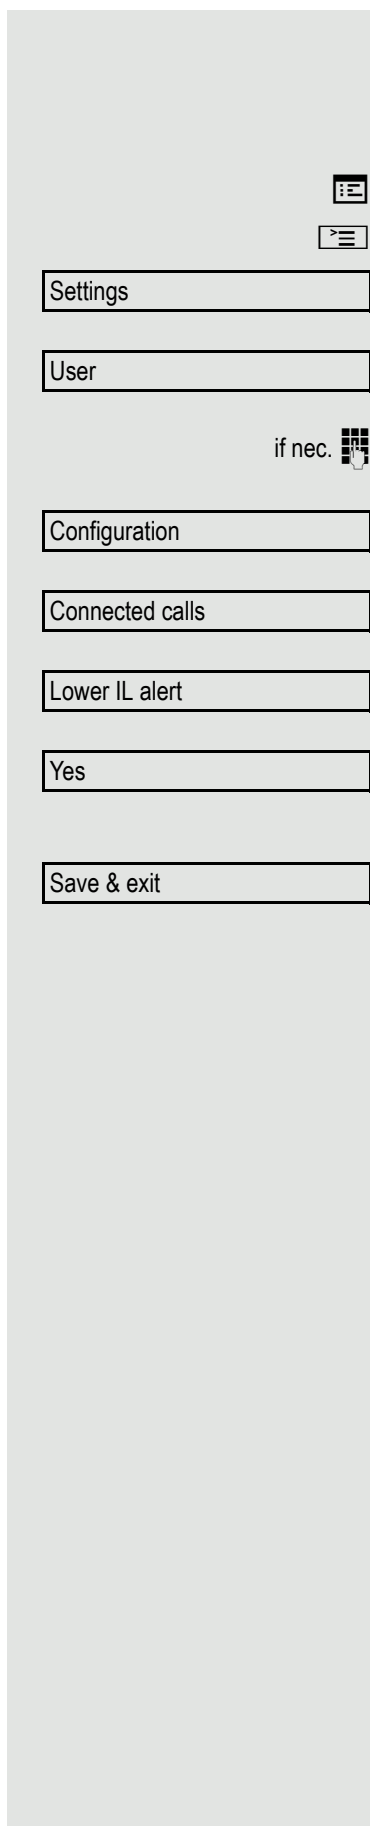 Settings
User
if nec.
Configuration
Connected calls
Lower IL alert
Yes
Save & exit